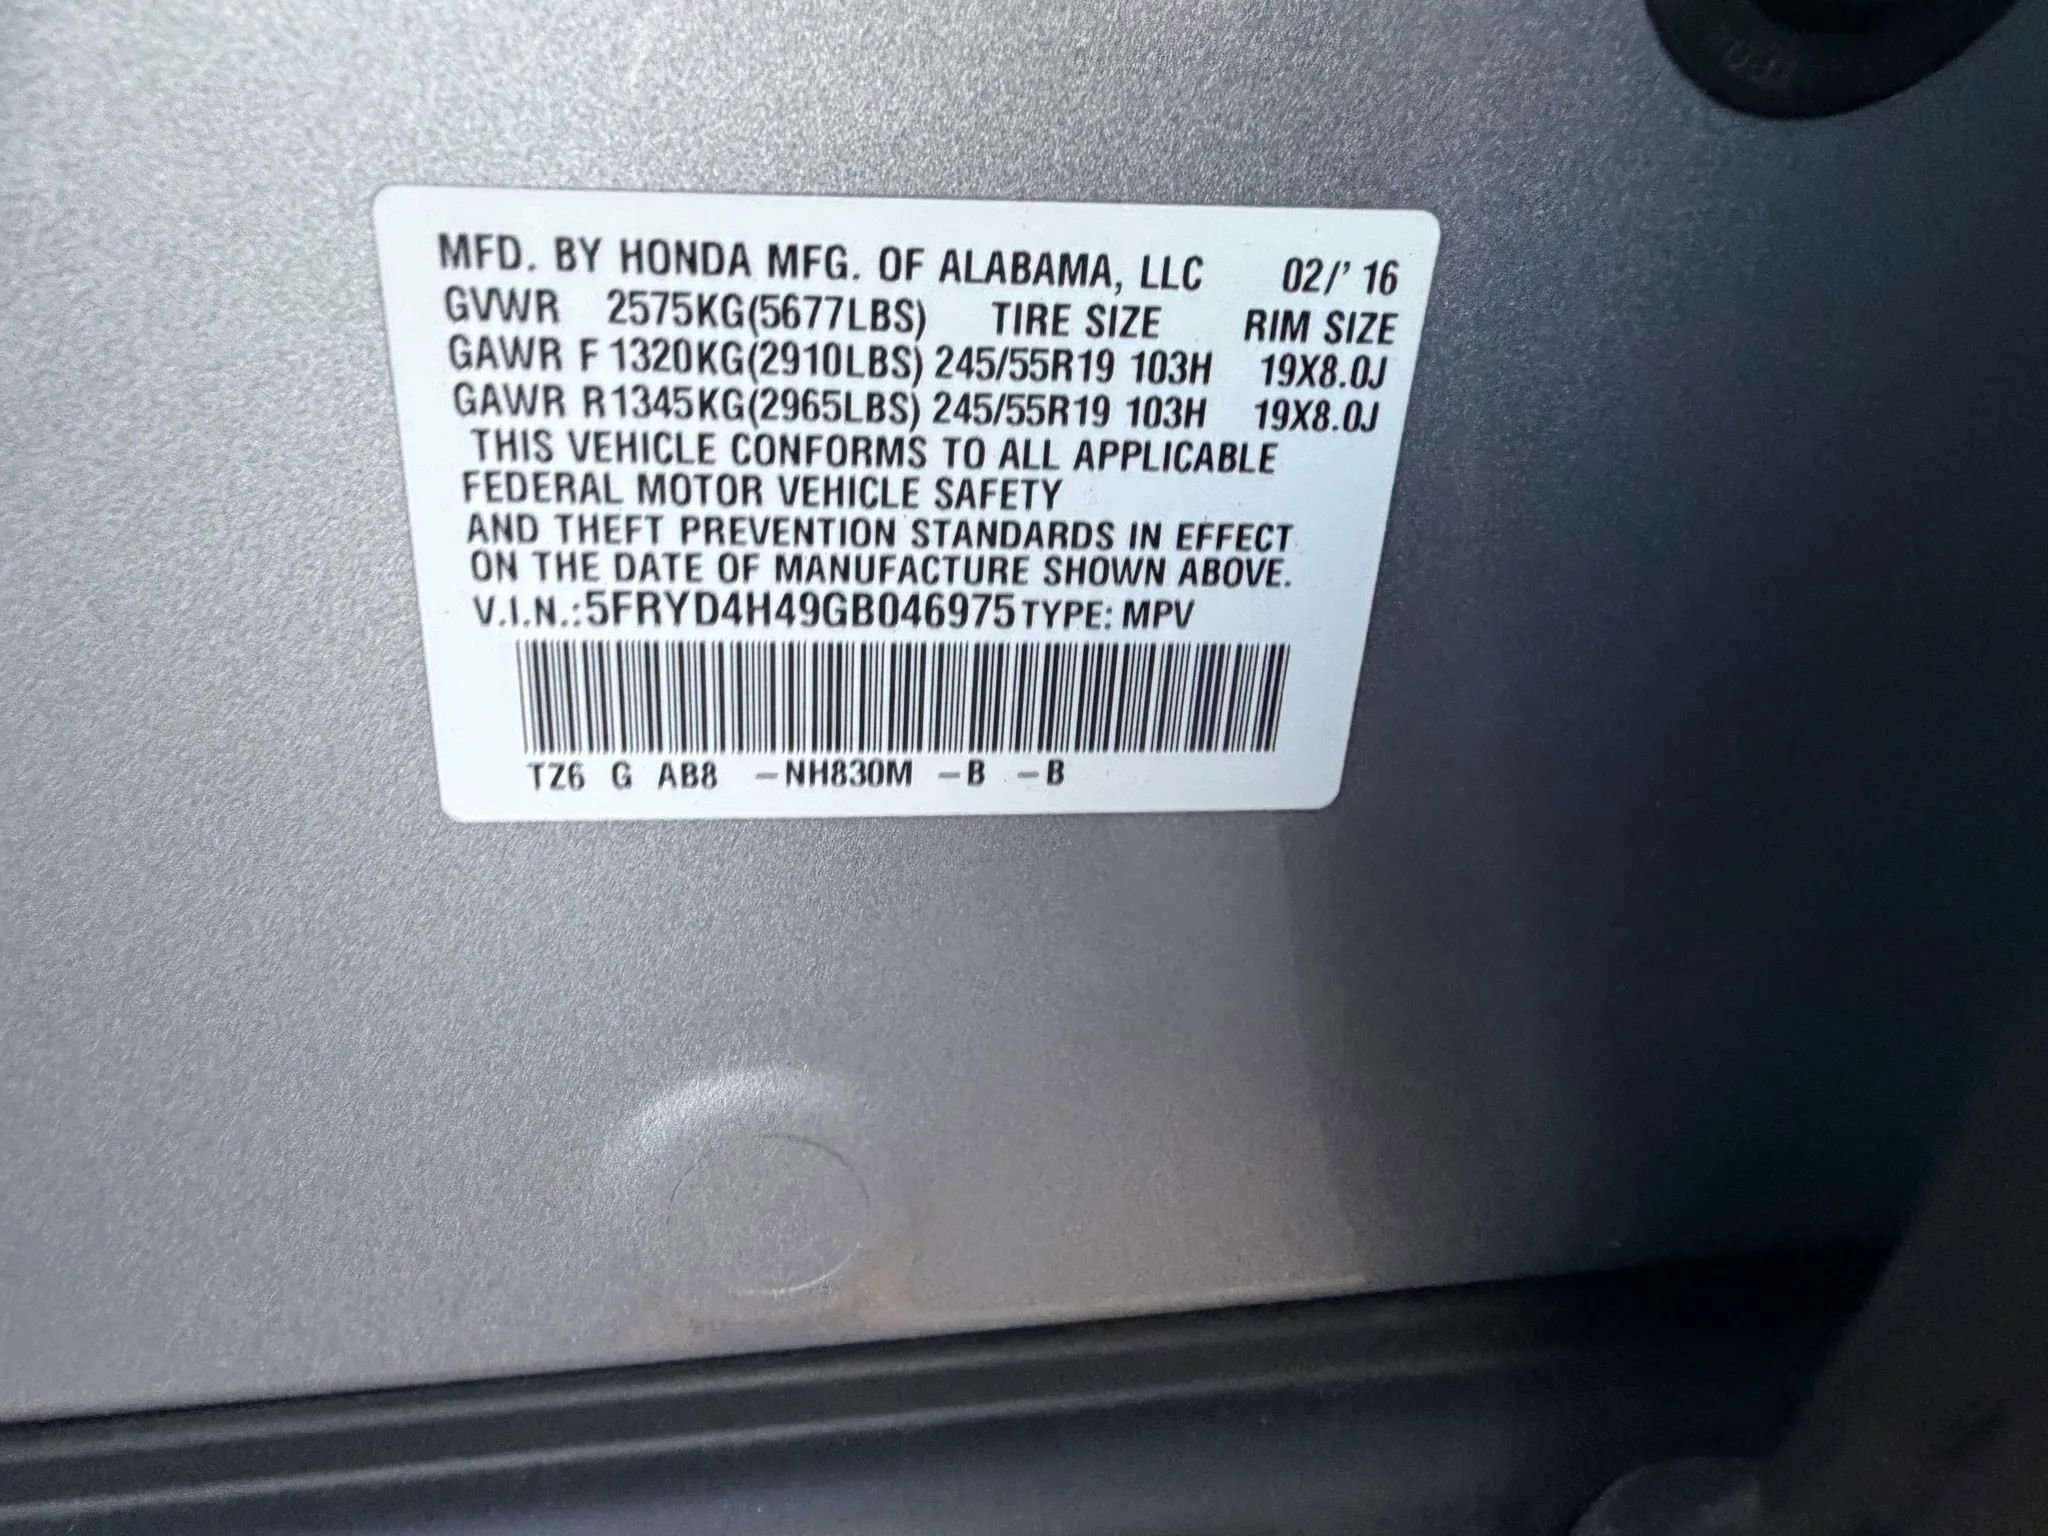 MFD. BY HONDA MFG. OF ALABAMA, LLC 02/' 16
GVWR 2575KG(5677LBS) TIRE SIZE RIM SIZE
GAWR F 1320KG(2910LBS) 245/55R19 103H 19X8.0J
GAWR R1345KG(2965LBS) 245/55R19 103H 19X8.0J
THIS VEHICLE CONFORMS TO ALL APPLICABLE
FEDERAL MOTOR VEHICLE SAFETY
AND THEFT PREVENTION STANDARDS IN EFFECT
ON THE DATE OF MANUFACTURE SHOWN ABOVE.
V.I.N.:5FRYD4H49GB046975 TYPE: MPV
TZ6 G AB8 -NH830M -B -B